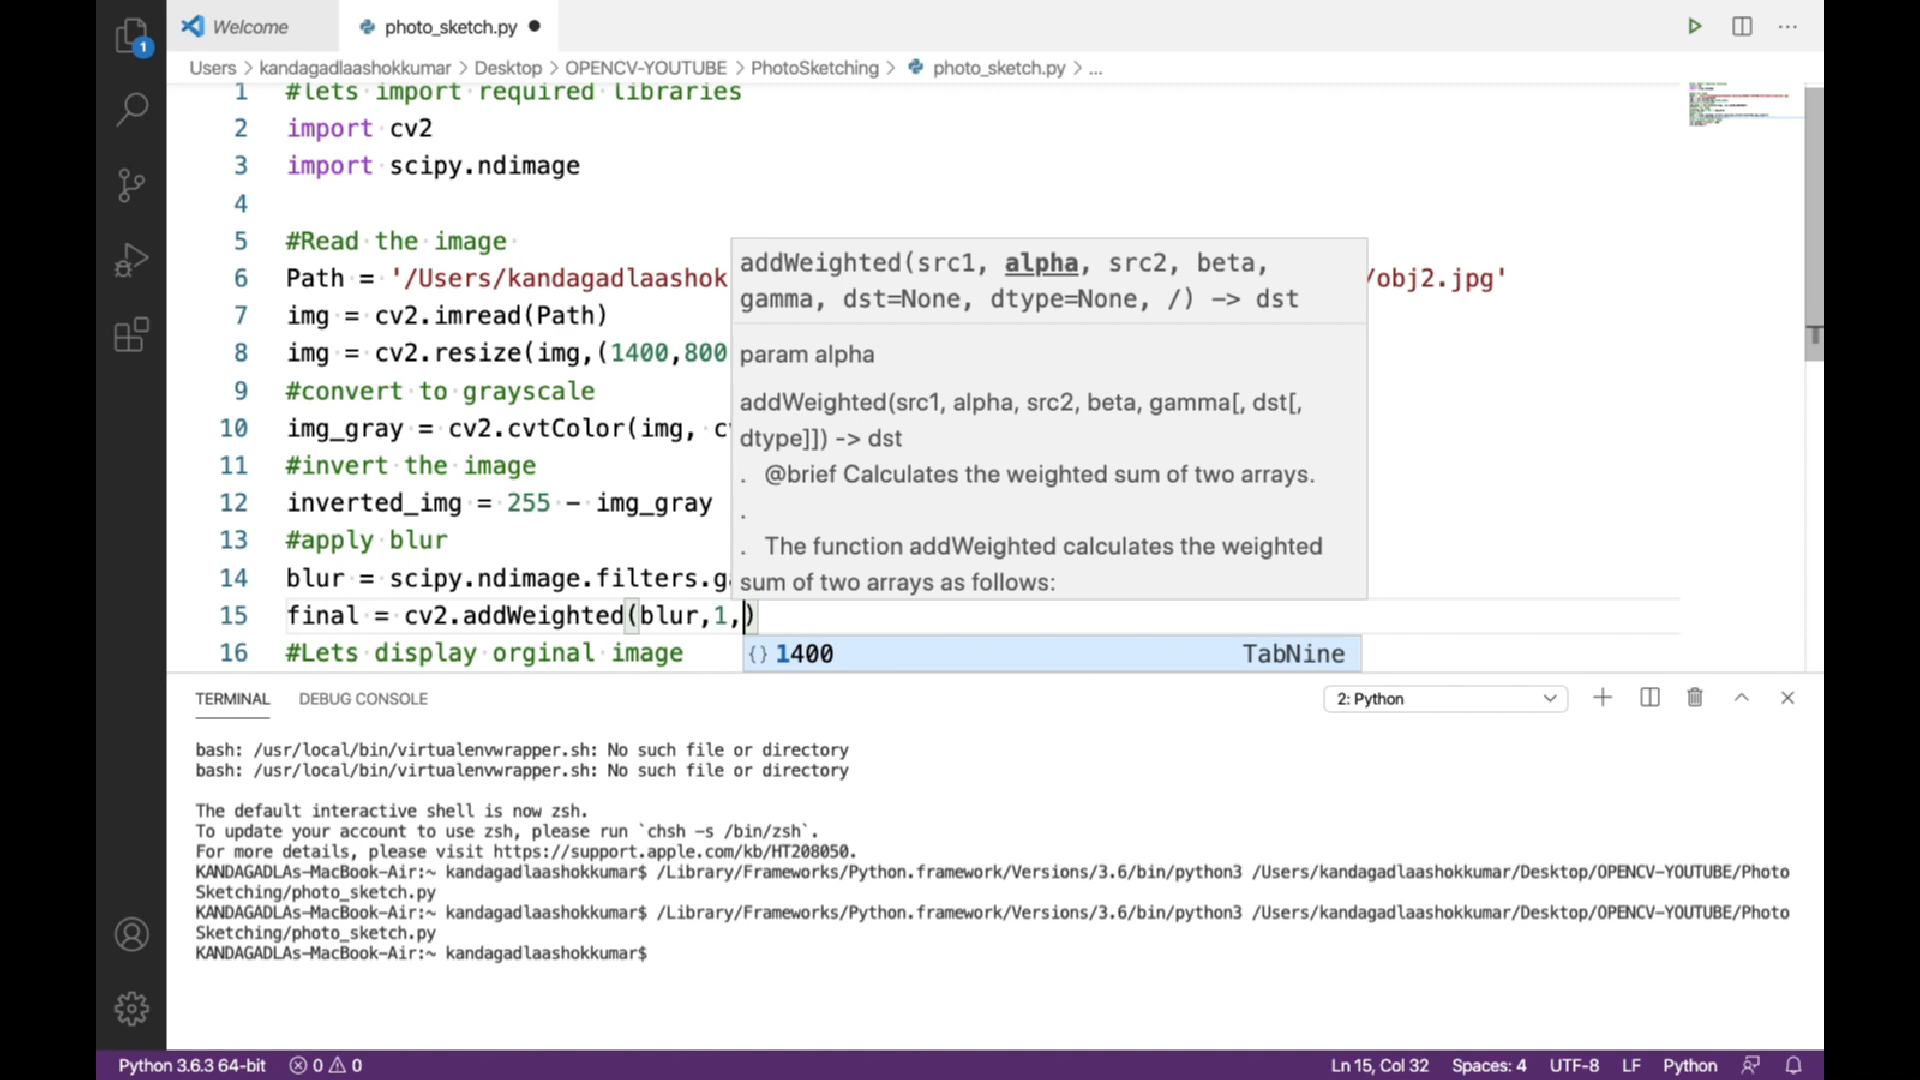 Welcome
photo_sketch.py
1
Users > kandagadlaashokkumar > Desktop > OPENCV-YOUTUBE > PhotoSketching > photo_sketch.py > ...
1 #lets import required libraries
2 import cv2
3 import scipy.ndimage
4
5 #Read the image
6 Path = '/Users/kandagadlaashok /obj2.jpg'
7 img = cv2.imread(Path)
8 img = cv2.resize(img,(1400,800
9 #convert to grayscale
10 img_gray = cv2.cvtColor(img, c
11 #invert the image
12 inverted_img = 255 - img_gray
13 #apply blur
14 blur = scipy.ndimage.filters.g
15 final = cv2.addWeighted(blur,1,)
16 #Lets display orginal image
addWeighted(src1, alpha, src2, beta,
gamma, dst=None, dtype=None, /) -> dst
param alpha
addWeighted(src1, alpha, src2, beta, gamma[, dst[,
dtype]]) -> dst
. @brief Calculates the weighted sum of two arrays.
.
. The function addWeighted calculates the weighted
sum of two arrays as follows:
{} 1400 TabNine
TERMINAL DEBUG CONSOLE 2: Python
bash: /usr/local/bin/virtualenvwrapper.sh: No such file or directory
bash: /usr/local/bin/virtualenvwrapper.sh: No such file or directory
The default interactive shell is now zsh.
To update your account to use zsh, please run `chsh -s /bin/zsh`.
For more details, please visit https://support.apple.com/kb/HT208050.
KANDAGADLAs-MacBook-Air:~ kandagadlaashokkumar$ /Library/Frameworks/Python.framework/Versions/3.6/bin/python3 /Users/kandagadlaashokkumar/Desktop/OPENCV-YOUTUBE/Photo
Sketching/photo_sketch.py
KANDAGADLAs-MacBook-Air:~ kandagadlaashokkumar$ /Library/Frameworks/Python.framework/Versions/3.6/bin/python3 /Users/kandagadlaashokkumar/Desktop/OPENCV-YOUTUBE/Photo
Sketching/photo_sketch.py
KANDAGADLAs-MacBook-Air:~ kandagadlaashokkumar$
Python 3.6.3 64-bit 0 0 Ln 15, Col 32 Spaces: 4 UTF-8 LF Python